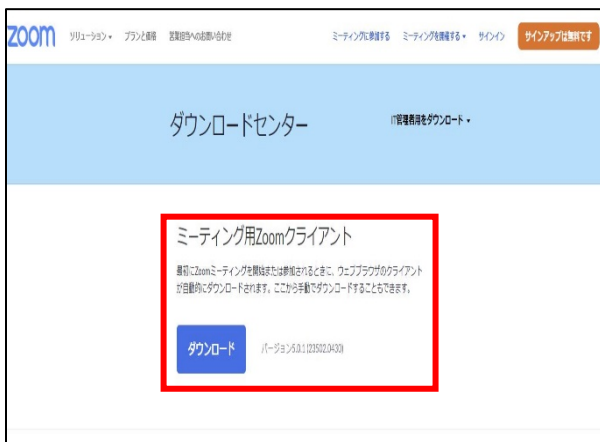 zoom ソリューション プランと価格 営業担当へのお問い合わせ ミーティングに参加する ミーティングを開催する サインイン サインアップは無料です
ダウンロードセンター IT管理者用をダウンロード
ミーティング用Zoomクライアント
最初にZoomミーティングを開始または参加されるときに、ウェブブラウザのクライアント
が自動的にダウンロードされます。ここから手動でダウンロードすることもできます。
ダウンロード バージョン5.0.1 (23502.0430)